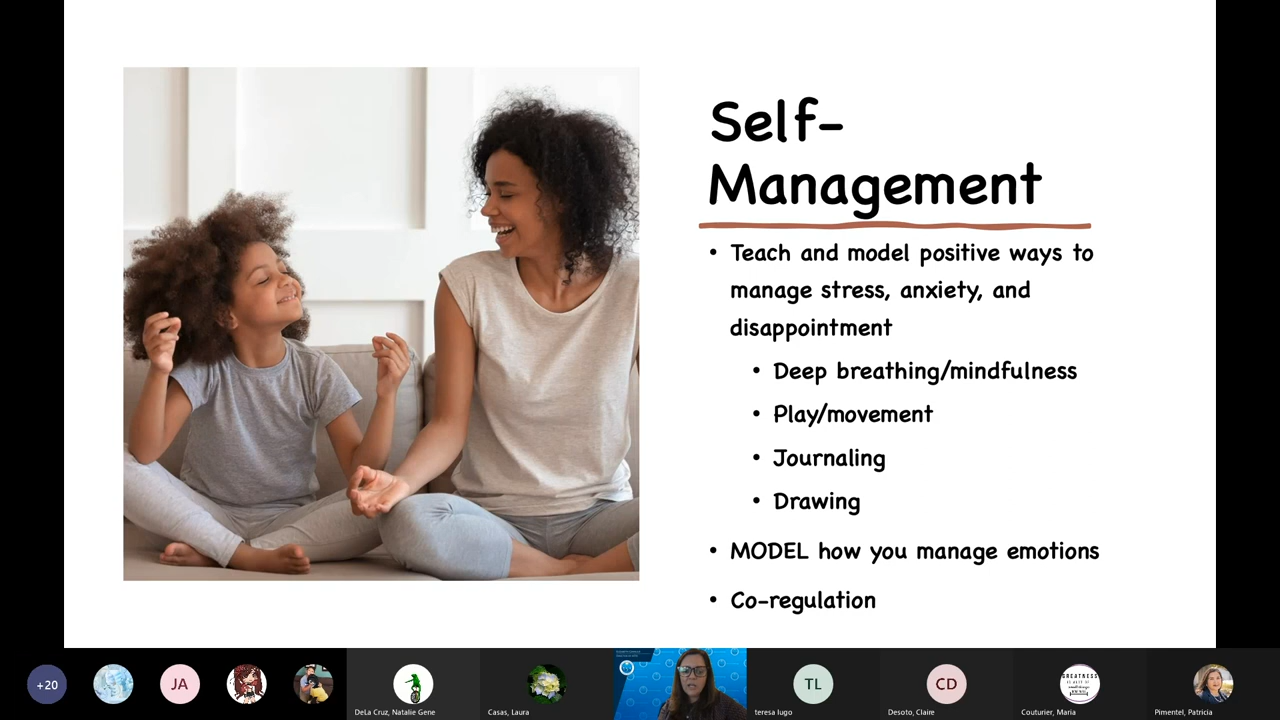 Self-
Management
• Teach and model positive ways to
manage stress, anxiety, and
disappointment
• Deep breathing/mindfulness
• Play/movement
• Journaling
• Drawing
• MODEL how you manage emotions
• Co-regulation
+20
JA
DeLa Cruz, Natalie Gene
Casas, Laura
TL
teresa lugo
CD
Desoto, Claire
GREATNESS
Couturier, Maria
Pimentel, Patricia